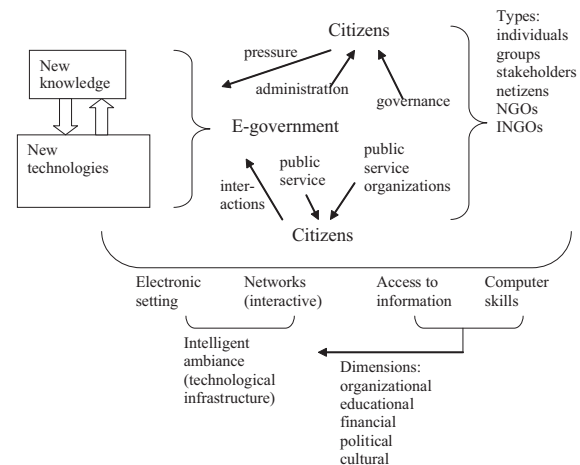 Citizens
Types:
individuals
groups
stakeholders
netizens
NGOs
INGOs
pressure
New
knowledge
administration
governance
E-government
New
technologies
public
service
public
service
organizations
inter-
actions
Citizens
Electronic
setting
Networks
(interactive)
Access to
information
Computer
skills
Intelligent
ambiance
(technological
infrastructure)
Dimensions:
organizational
educational
financial
political
cultural